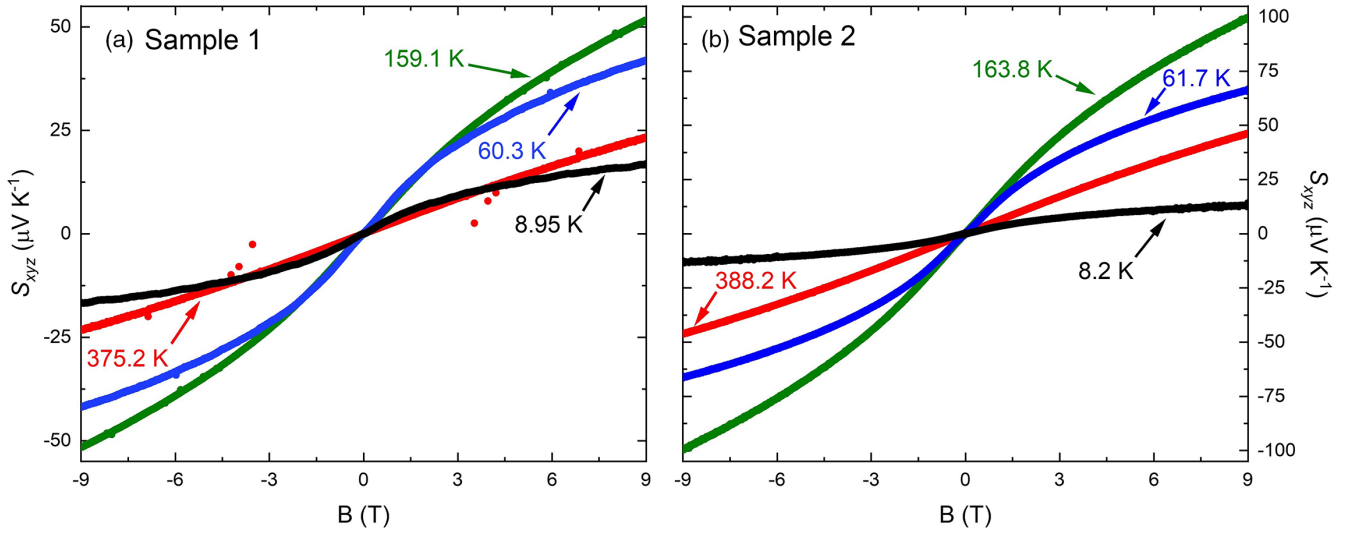 (a) Sample 1
159.1 K
60.3 K
8.95 K
375.2 K
50
25
0
-25
-50
S_xyz (μV K⁻¹)
-9 -6 -3 0 3 6 9
B (T)
(b) Sample 2
163.8 K
61.7 K
8.2 K
388.2 K
100
75
50
25
0
-25
-50
-75
-100
S_xyz (μV K⁻¹)
-9 -6 -3 0 3 6 9
B (T)